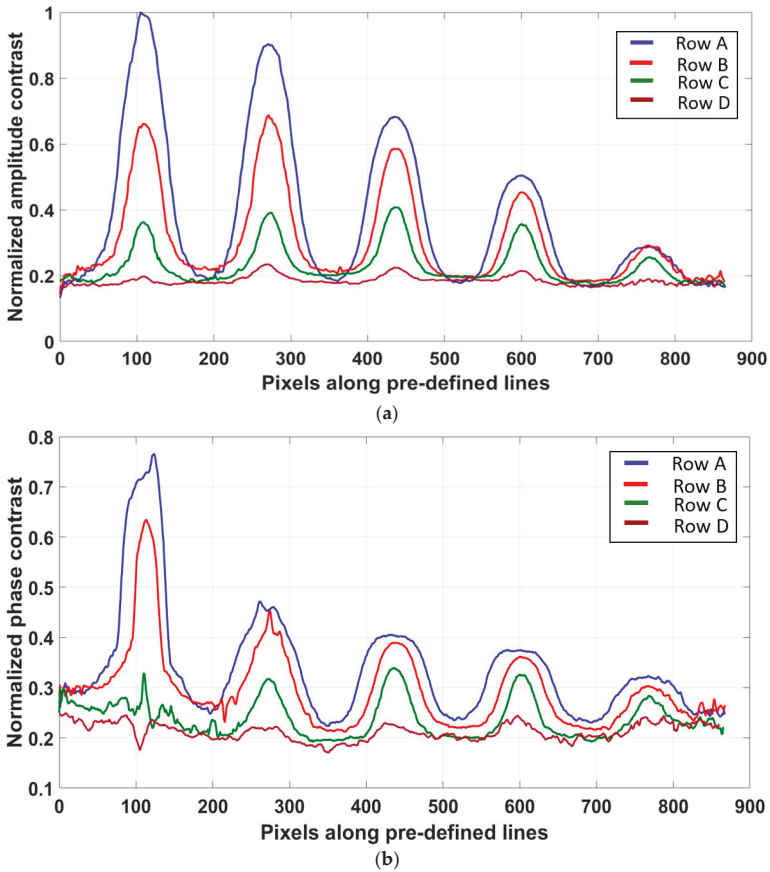 1
0.8
0.6
0.4
0.2
0
Normalized amplitude contrast
Row A
Row B
Row C
Row D
0 100 200 300 400 500 600 700 800 900
Pixels along pre-defined lines
(a)
0.8
0.7
0.6
0.5
0.4
0.3
0.2
0.1
Normalized phase contrast
Row A
Row B
Row C
Row D
0 100 200 300 400 500 600 700 800 900
Pixels along pre-defined lines
(b)